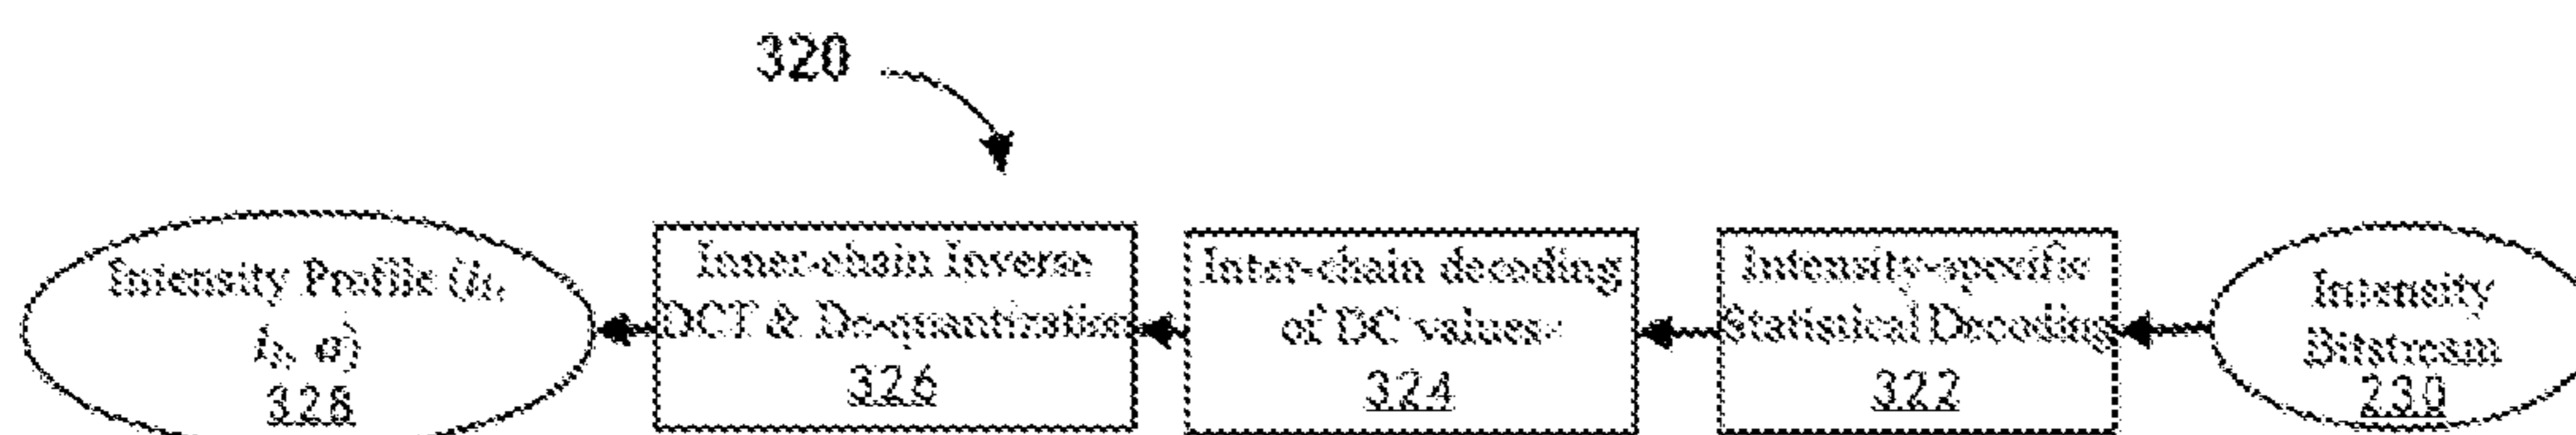 320
Intensity Profile (i₁,
i₂, σ)
328
Inner-chain Inverse
DCT & De-quantization
326
Inter-chain decoding
of DC values
324
Intensity-specific
Statistical Decoding
322
Intensity
Bitstream
230